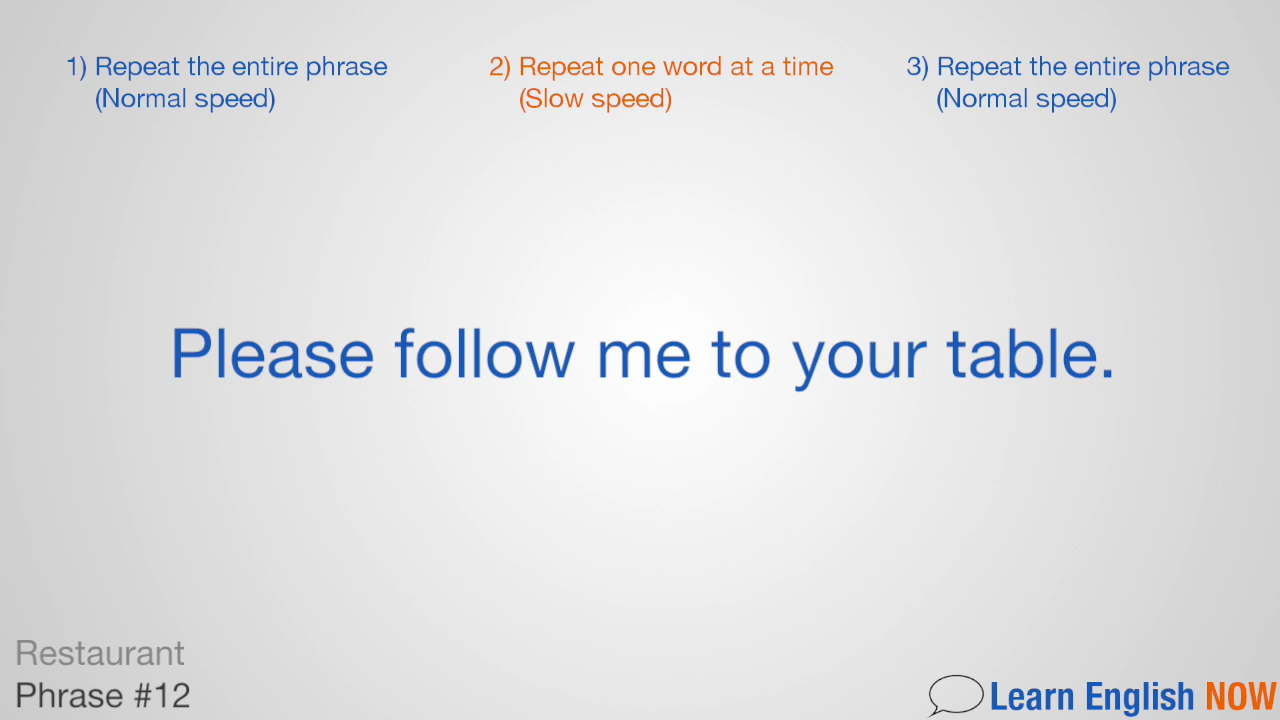 1) Repeat the entire phrase
(Normal speed)
2) Repeat one word at a time
(Slow speed)
3) Repeat the entire phrase
(Normal speed)
Please follow me to your table.
Restaurant
Phrase #12
Learn English NOW